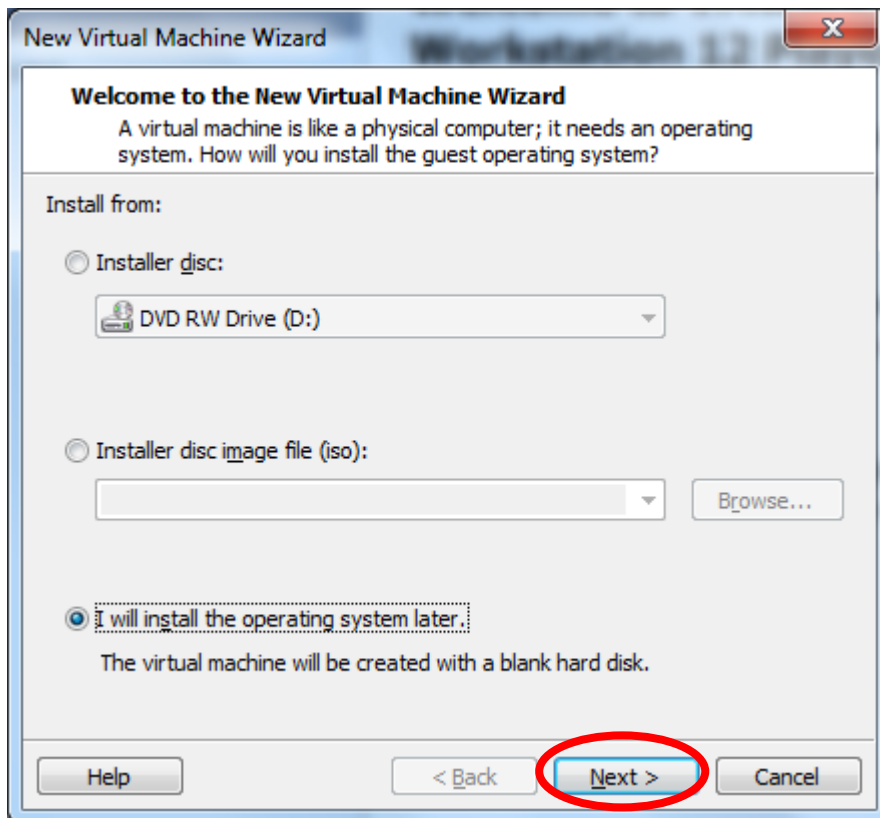 New Virtual Machine Wizard
Workstation 12
Welcome to the New Virtual Machine Wizard
A virtual machine is like a physical computer; it needs an operating
system. How will you install the guest operating system?
Install from:
Installer disc:
DVD RW Drive (D:)
Installer disc image file (iso):
Browse...
I will install the operating system later.
The virtual machine will be created with a blank hard disk.
Help
< Back
Next >
Cancel